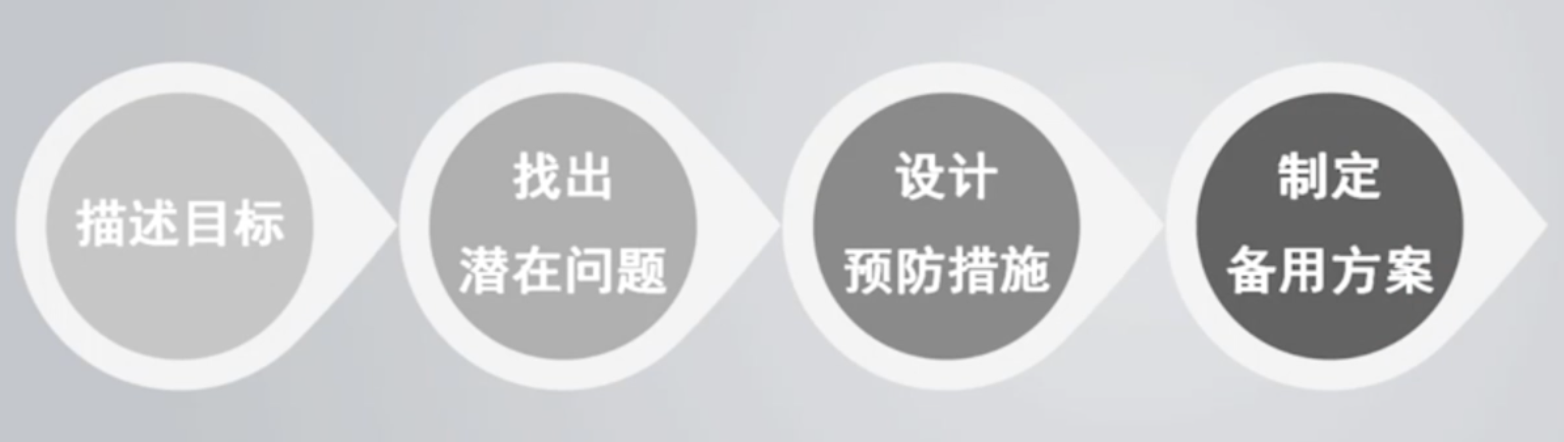 描述目标
找出
潜在问题
设计
预防措施
制定
备用方案